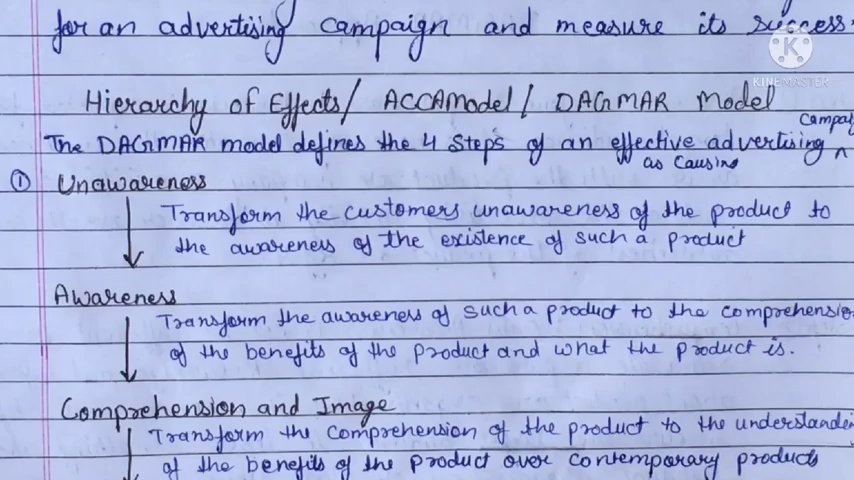 for an advertising campaign and measure its success.
KINEMASTER
Hierarchy of Effects/ ACCAModel/ DAGMAR Model
The DAGMAR model defines the 4 steps of an effective advertising ^ campai
as causing
① Unawareness
Transform the customers unawareness of the product to
the awareness of the existence of such a product
Awareness
Transform the awareness of such a product to the comprehensio
of the benefits of the product and what the product is.
Comprehension and Image
Transform the comprehension of the product to the understandin
of the benefits of the product over contemporary products